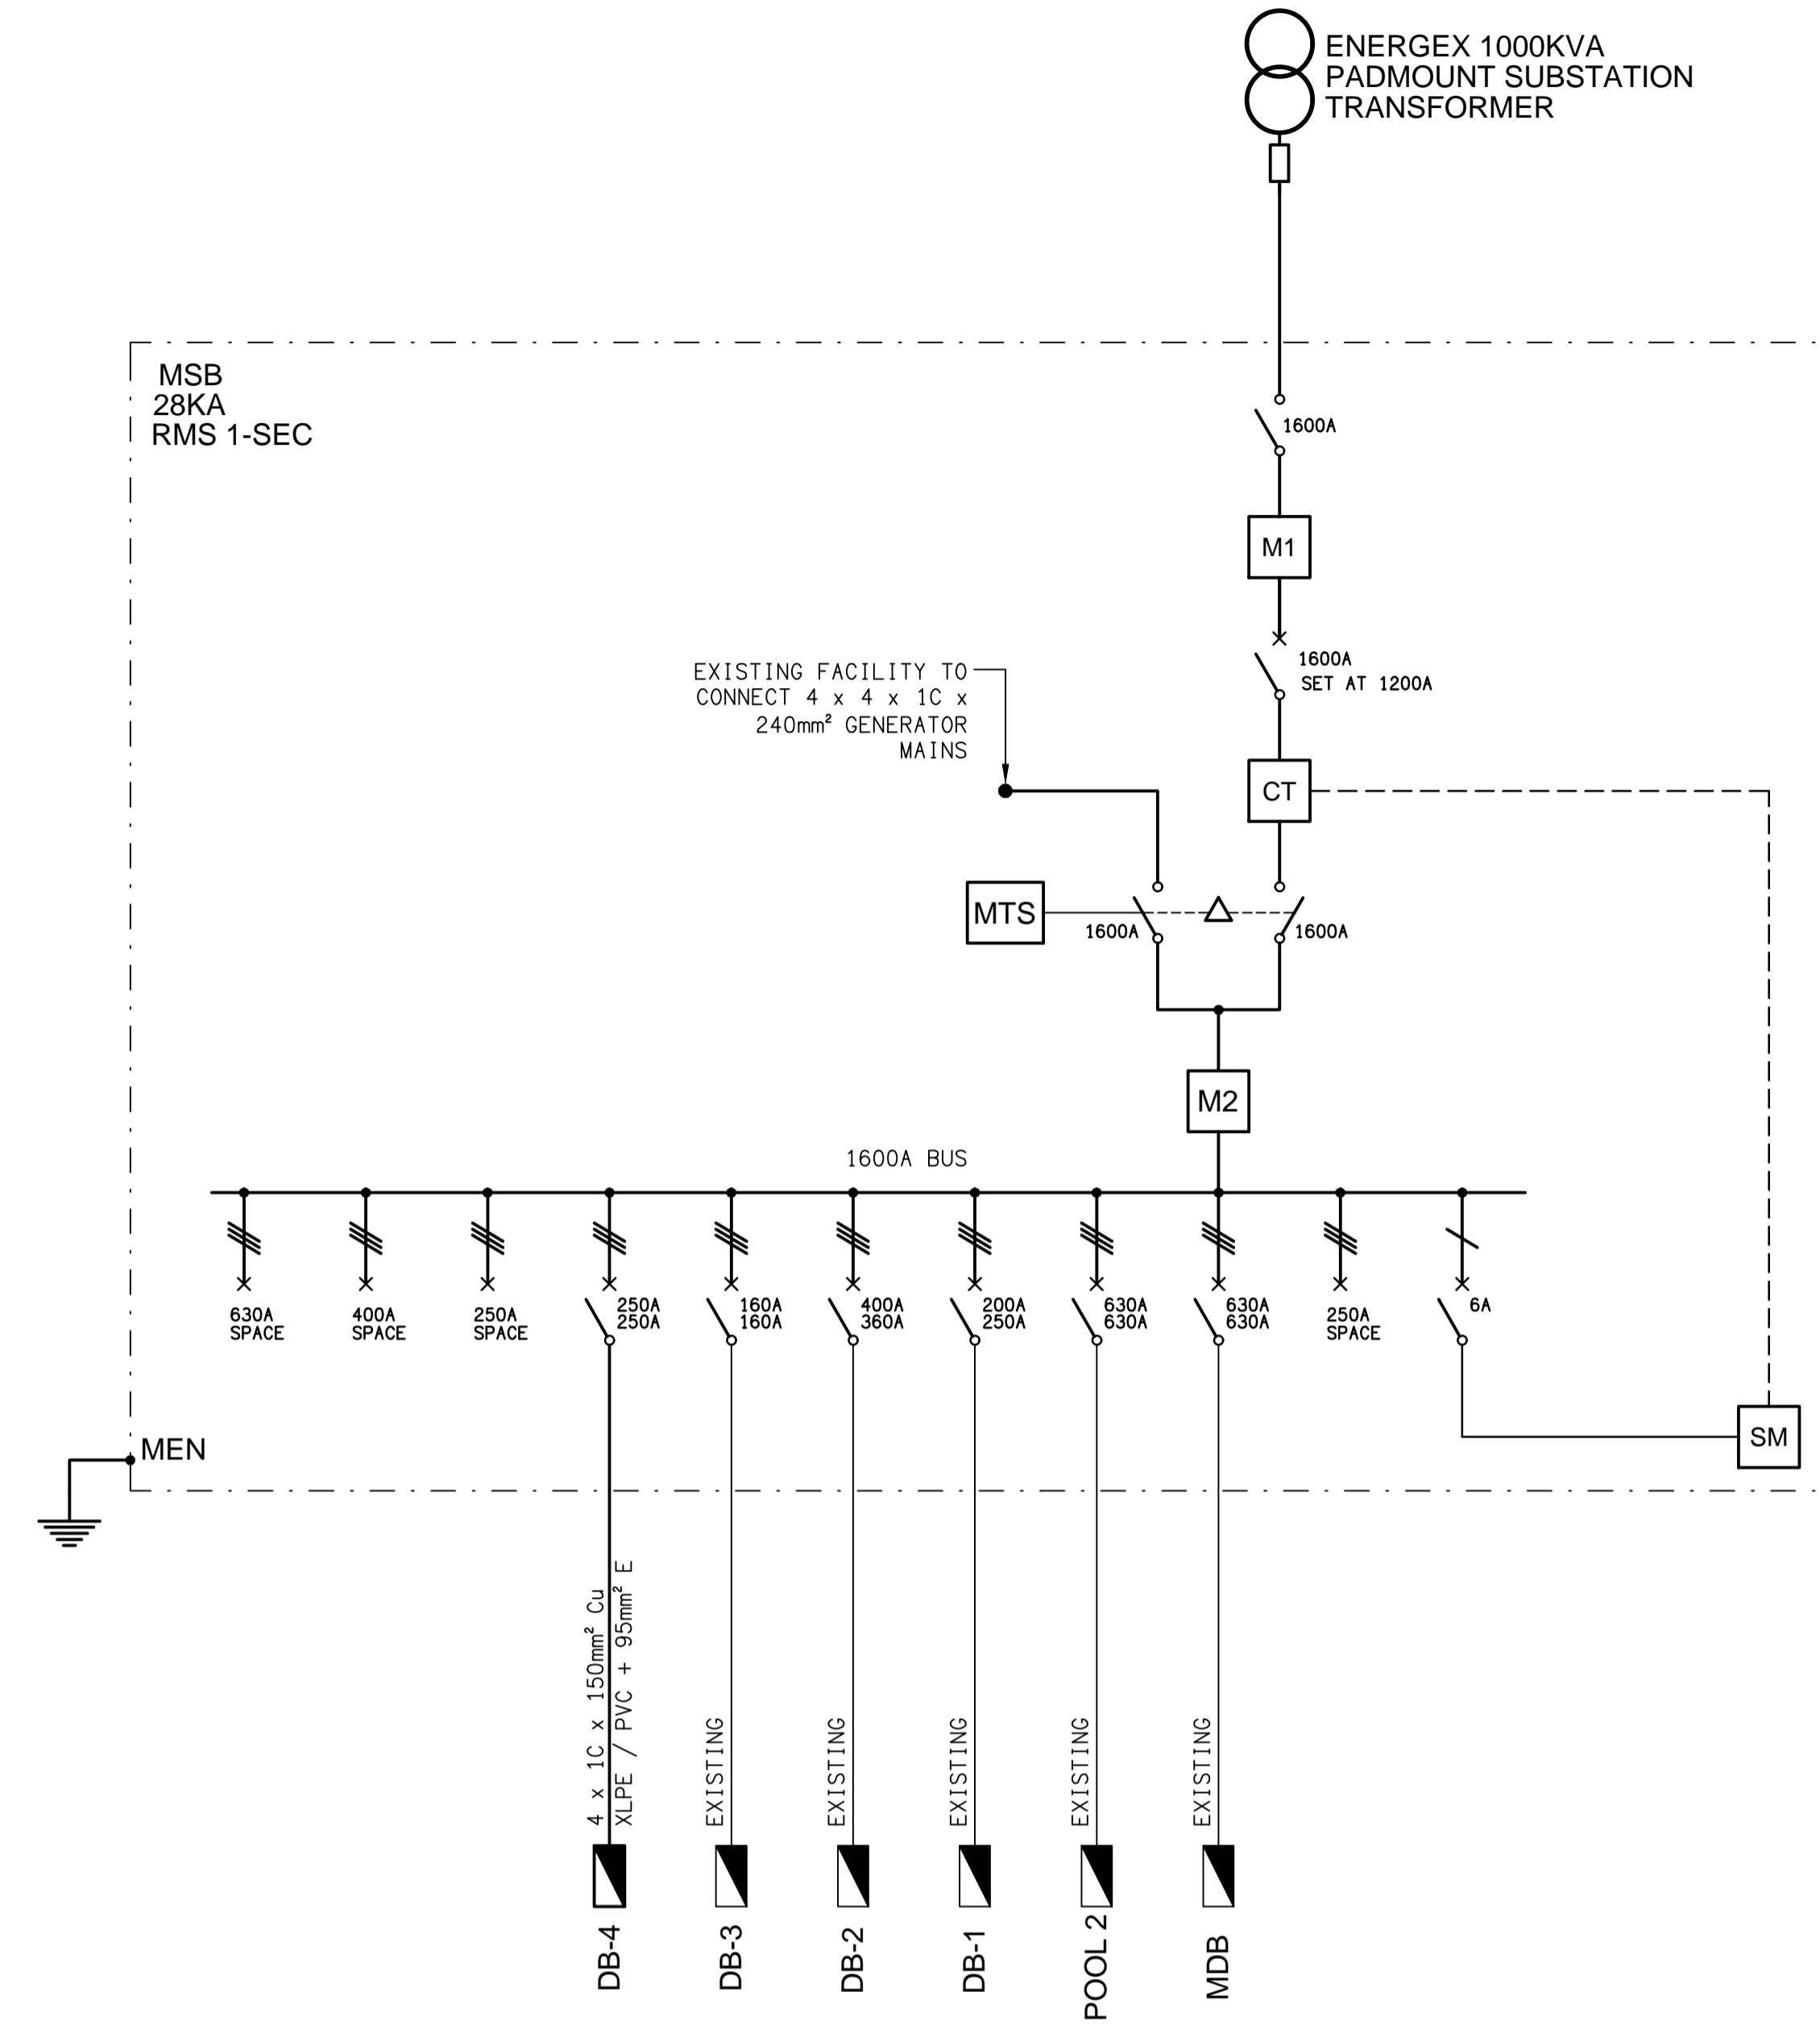 ENERGEX 1000KVA
PADMOUNT SUBSTATION
TRANSFORMER
MSB
28KA
RMS 1-SEC
1600A
M1
1600A
SET AT 1200A
EXISTING FACILITY TO
CONNECT 4 x 4 x 1C x
240mm² GENERATOR
MAINS
CT
MTS
1600A
1600A
M2
1600A BUS
630A
SPACE
400A
SPACE
250A
SPACE
250A
250A
160A
160A
400A
360A
200A
250A
630A
630A
630A
630A
250A
SPACE
6A
SM
MEN
4 x 1C x 150mm² Cu
XLPE / PVC + 95mm² E
EXISTING
EXISTING
EXISTING
EXISTING
EXISTING
DB-4
DB-3
DB-2
DB-1
POOL 2
MDB